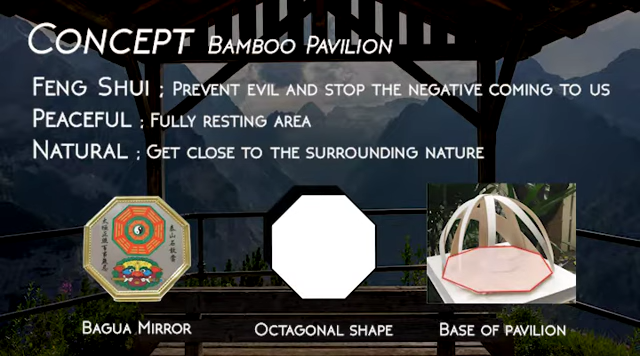 CONCEPT BAMBOO PAVILION
FENG SHUI ; PREVENT EVIL AND STOP THE NEGATIVE COMING TO US
PEACEFUL ; FULLY RESTING AREA
NATURAL ; GET CLOSE TO THE SURROUNDING NATURE
BAGUA MIRROR
OCTAGONAL SHAPE
BASE OF PAVILION